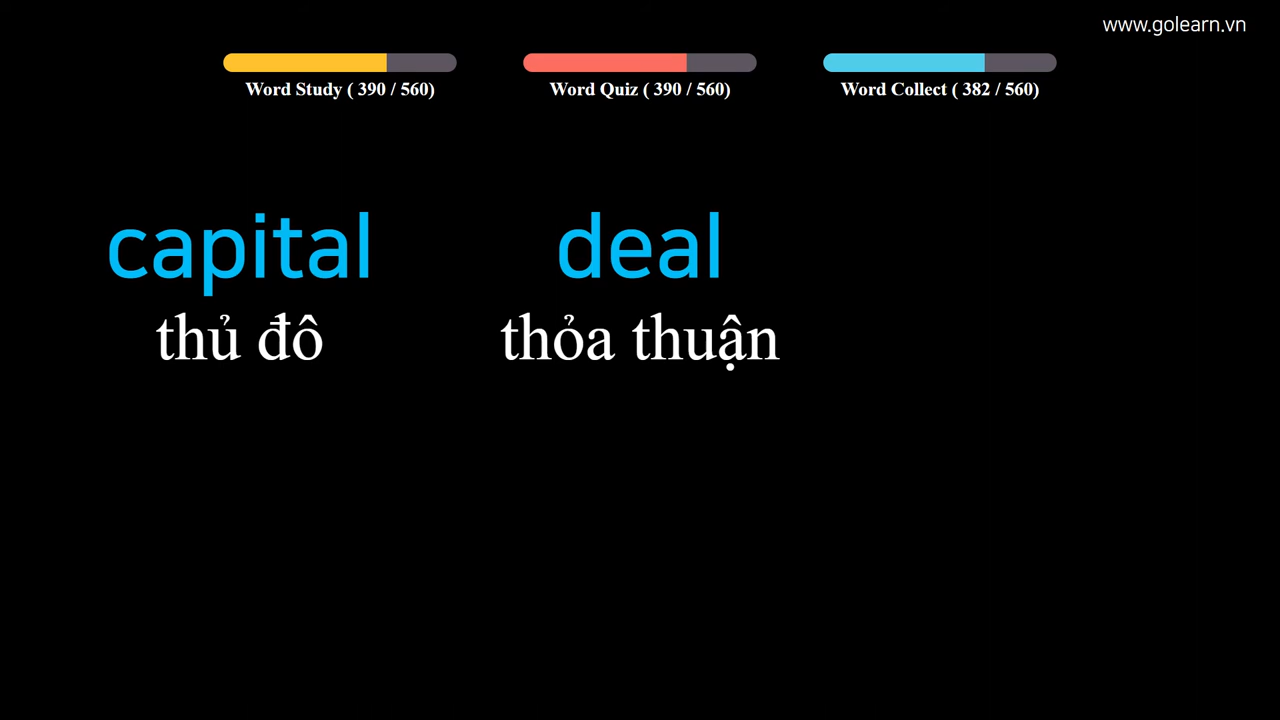 www.golearn.vn
Word Study ( 390 / 560)
Word Quiz ( 390 / 560)
Word Collect ( 382 / 560)
capital
thủ đô
deal
thỏa thuận